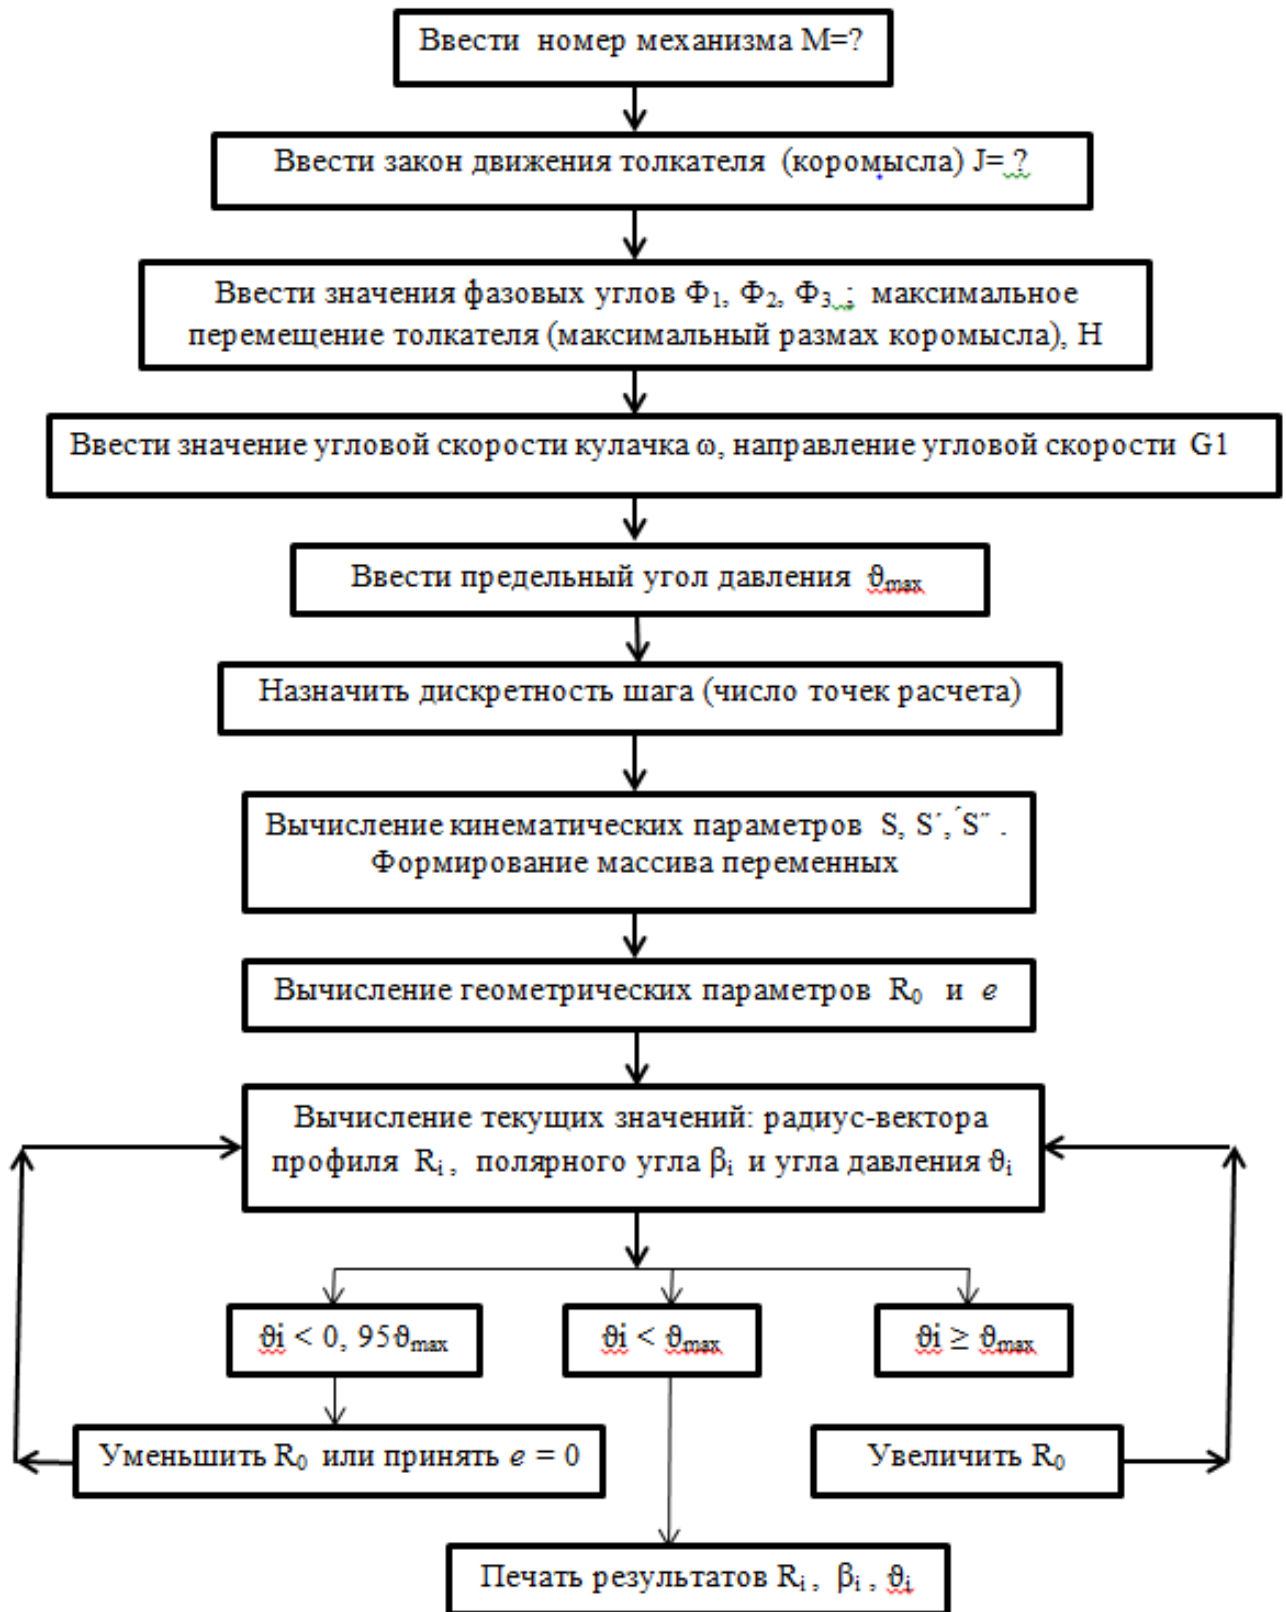 Ввести номер механизма M=?
Ввести закон движения толкателя (коромысла) J= ?
Ввести значения фазовых углов Φ₁, Φ₂, Φ₃ ; максимальное
перемещение толкателя (максимальный размах коромысла), H
Ввести значение угловой скорости кулачка ω, направление угловой скорости G1
Ввести предельный угол давления ϑmax
Назначить дискретность шага (число точек расчета)
Вычисление кинематических параметров S, S´, ´S¨ .
Формирование массива переменных
Вычисление геометрических параметров R₀ и e
Вычисление текущих значений: радиус-вектора
профиля Ri , полярного угла βi и угла давления ϑi
ϑi < 0, 95ϑmax
ϑi < ϑmax
ϑi ≥ ϑmax
Уменьшить R₀ или принять e = 0
Увеличить R₀
Печать результатов Ri , βi , ϑi